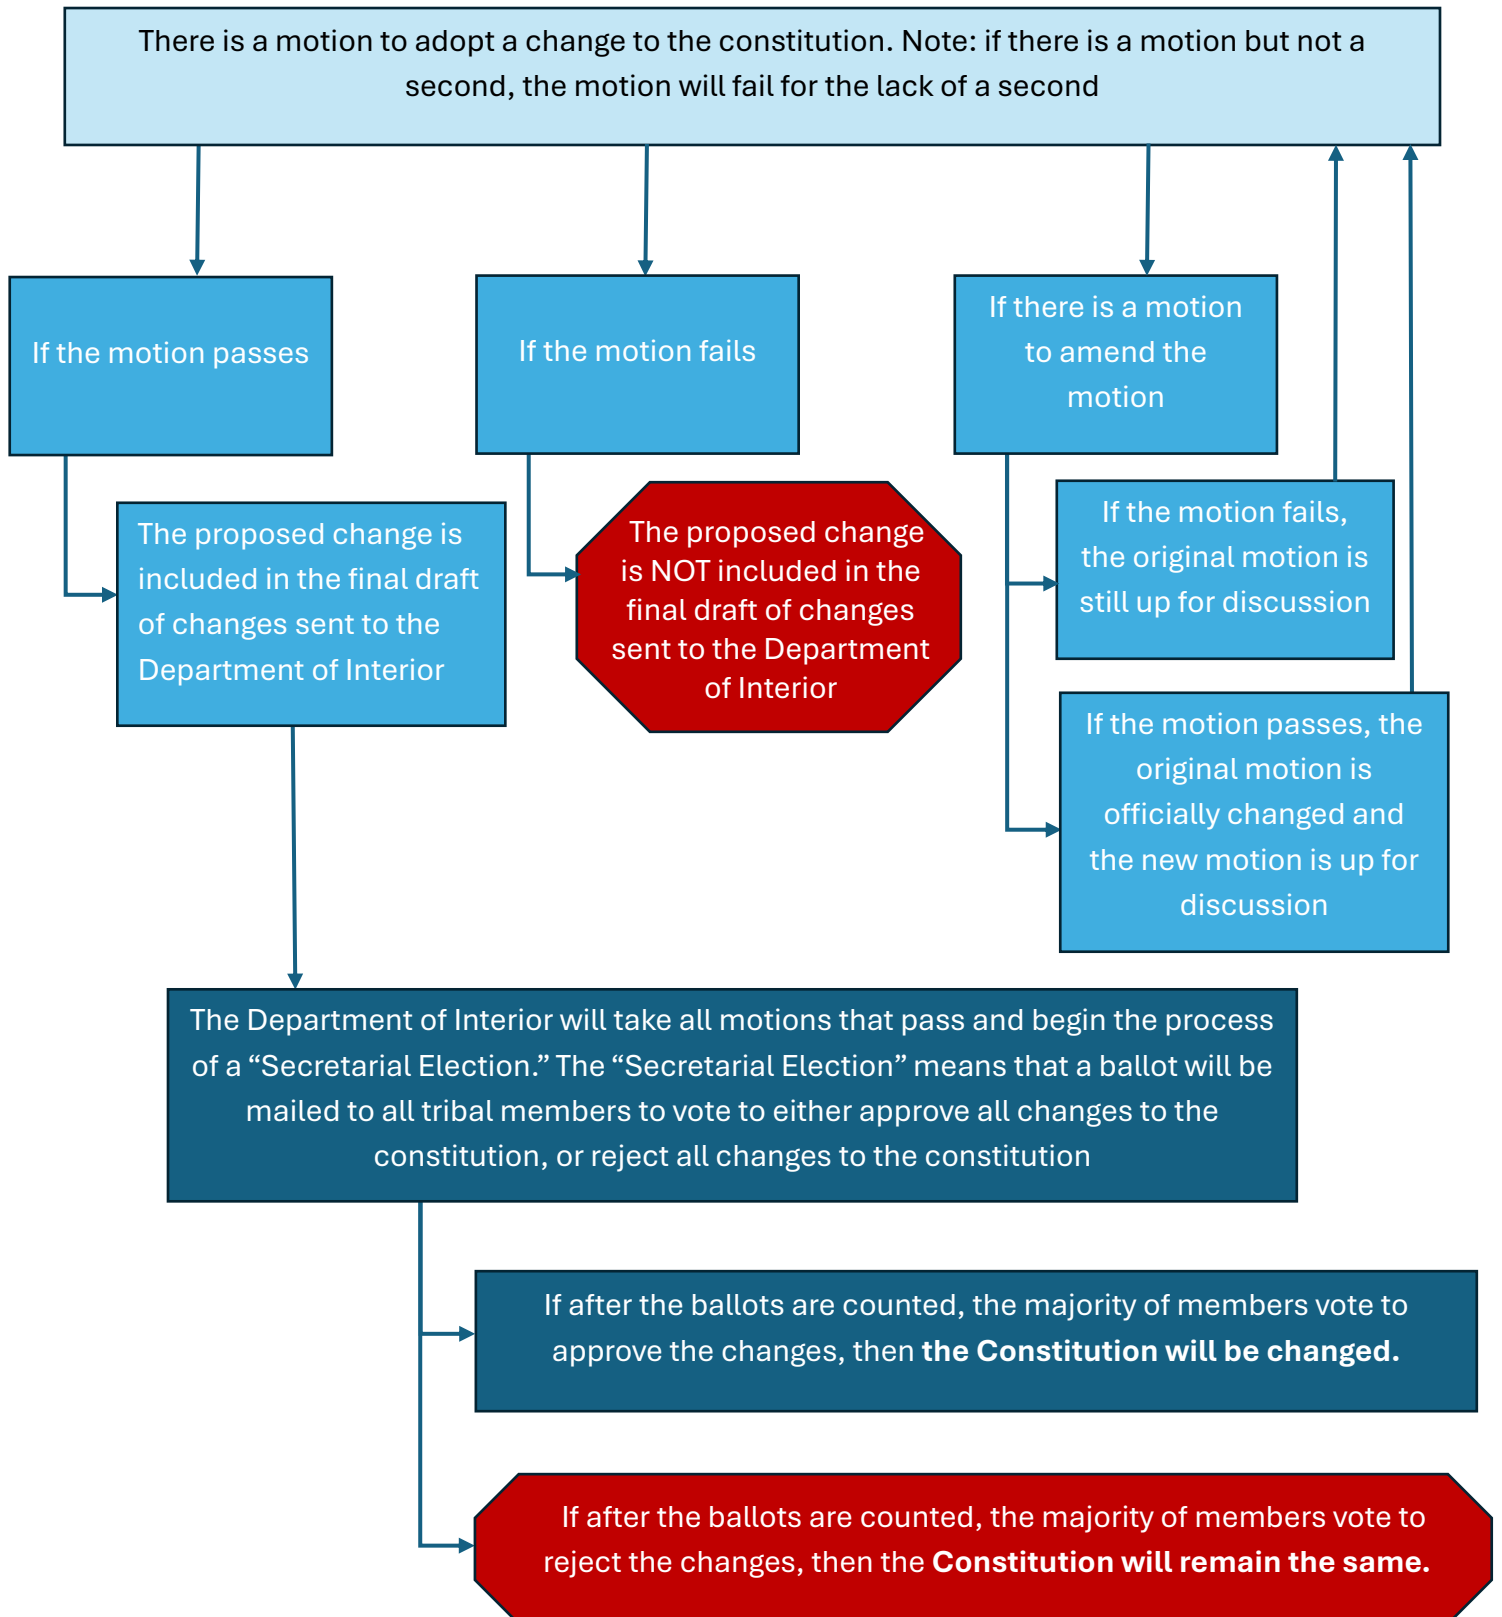 There is a motion to adopt a change to the constitution. Note: if there is a motion but not a
second, the motion will fail for the lack of a second
If the motion passes
If the motion fails
If there is a motion
to amend the
motion
The proposed change is
included in the final draft
of changes sent to the
Department of Interior
The proposed change
is NOT included in the
final draft of changes
sent to the Department
of Interior
If the motion fails,
the original motion is
still up for discussion
If the motion passes, the
original motion is
officially changed and
the new motion is up for
discussion
The Department of Interior will take all motions that pass and begin the process
of a “Secretarial Election.” The “Secretarial Election” means that a ballot will be
mailed to all tribal members to vote to either approve all changes to the
constitution, or reject all changes to the constitution
If after the ballots are counted, the majority of members vote to
approve the changes, then the Constitution will be changed.
If after the ballots are counted, the majority of members vote to
reject the changes, then the Constitution will remain the same.